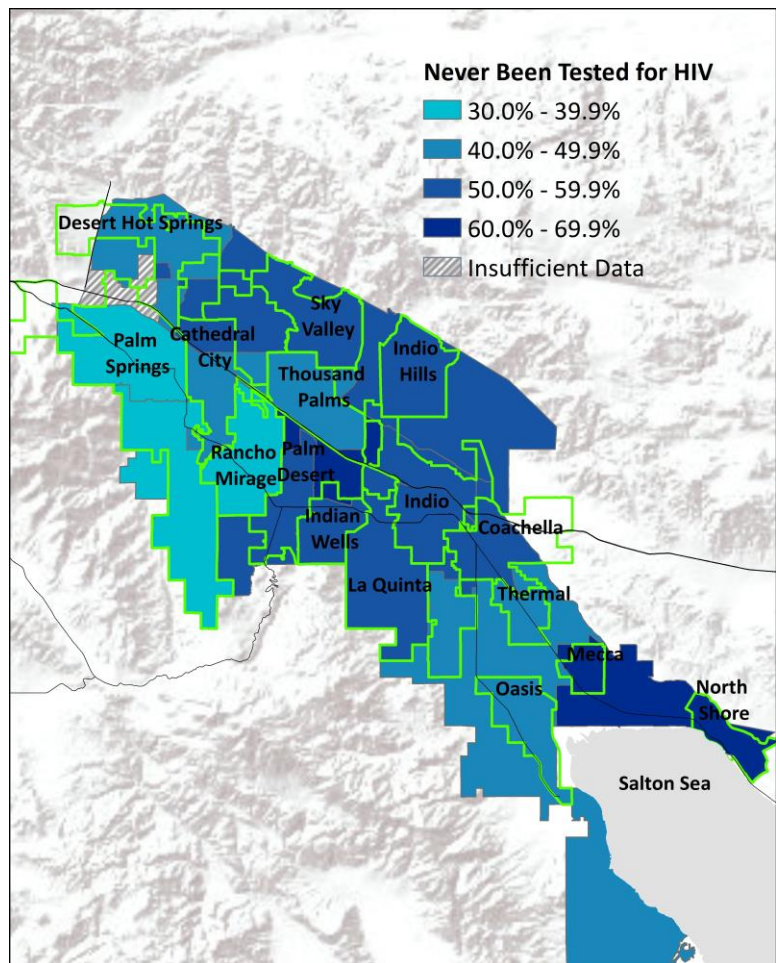 Never Been Tested for HIV
30.0% - 39.9%
40.0% - 49.9%
50.0% - 59.9%
60.0% - 69.9%
Insufficient Data
Desert Hot Springs
Palm
Springs
Cathedral
City
Sky
Valley
Indio
Hills
Thousand
Palms
Rancho
Mirage
Palm
Desert
Indian
Wells
Indio
Coachella
La Quinta
Thermal
Mecca
Oasis
North
Shore
Salton Sea